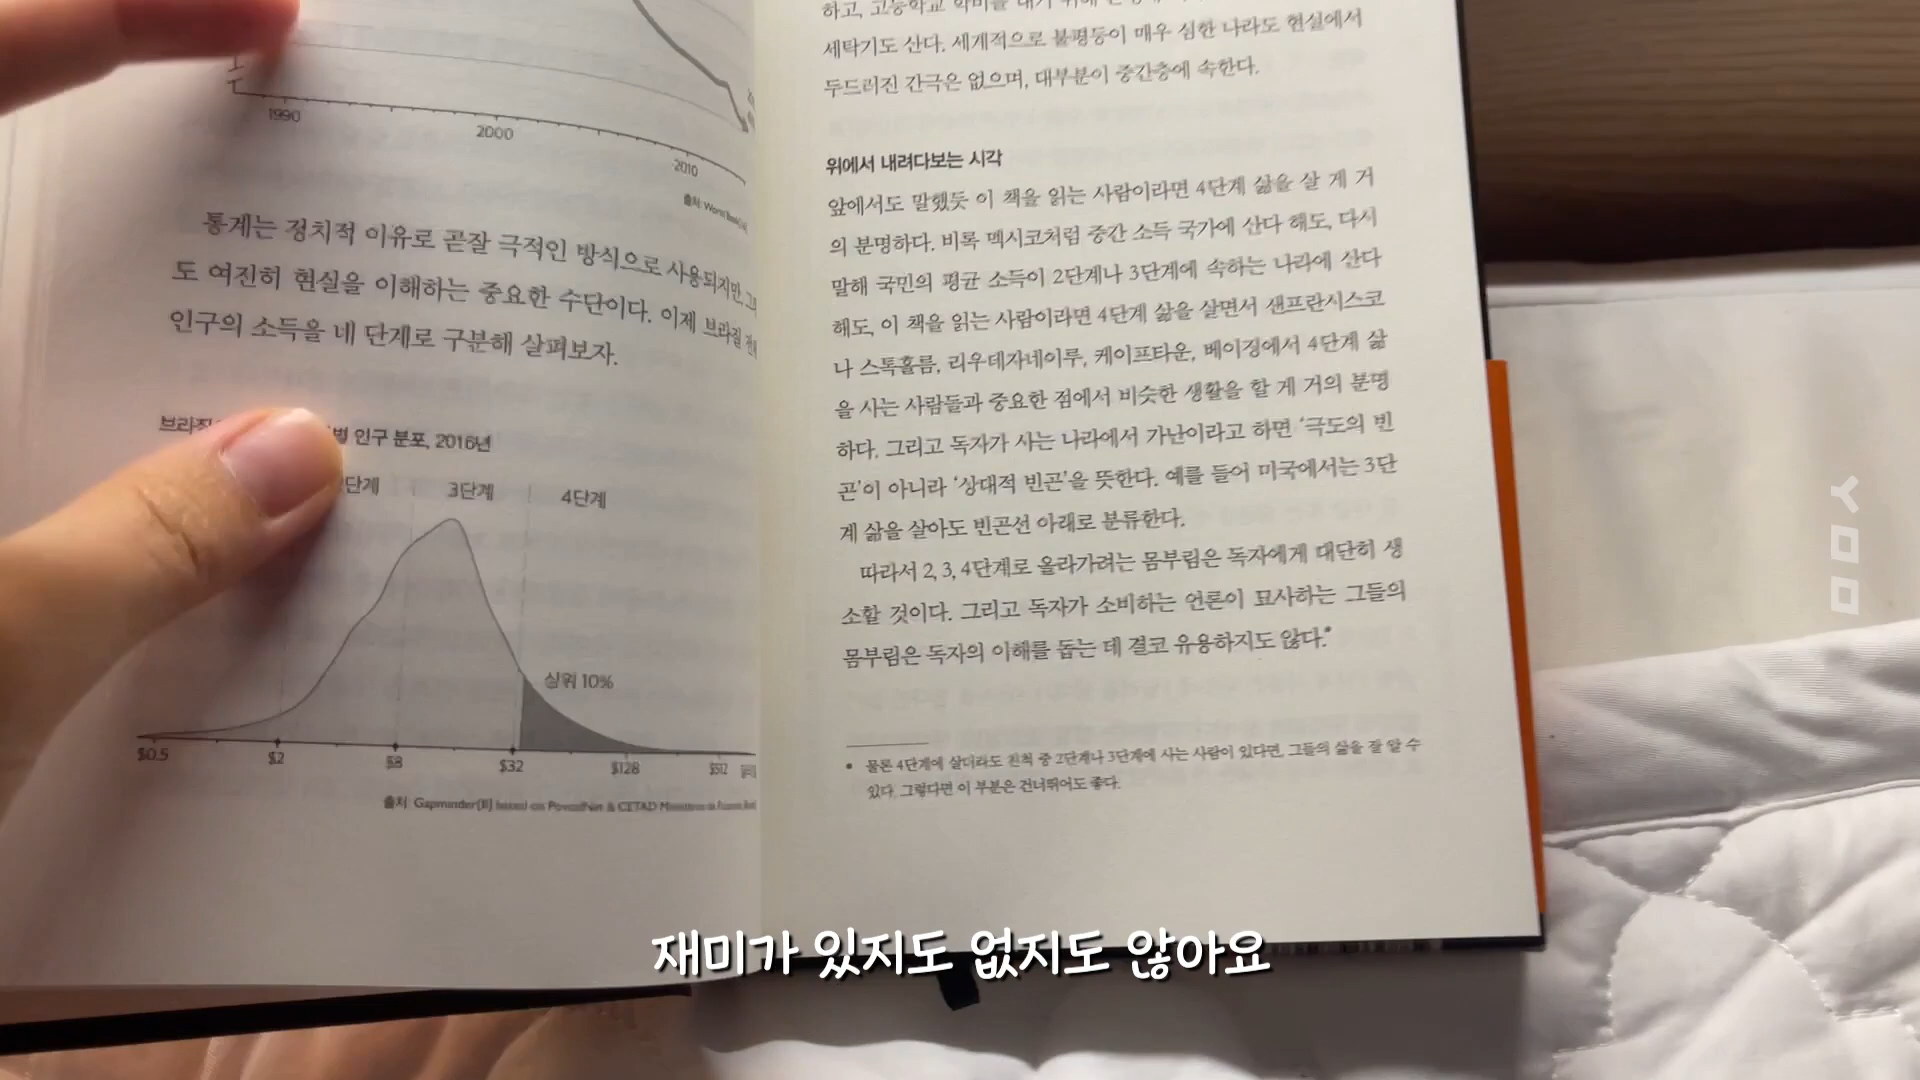 1990
2000
2010
출처: World Bank
통계는 정치적 이유로 곧잘 극적인 방식으로 사용되지만, 그
도 여전히 현실을 이해하는 중요한 수단이다. 이제 브라질 전
인구의 소득을 네 단계로 구분해 살펴보자.
인구 분포, 2016년
단계 3단계 4단계
상위 10%
$0.5 $2 $8 $32 $128 $512
출처: Gapminder[8] based on PovcalNet & CETAD
하고, 고등학교 학비를 대기 위해
세탁기도 산다. 세계적으로 불평등이 매우 심한 나라도 현실에서
두드러진 간극은 없으며, 대부분이 중간층에 속한다.
위에서 내려다보는 시각
앞에서도 말했듯 이 책을 읽는 사람이라면 4단계 삶을 살 게 거
의 분명하다. 비록 멕시코처럼 중간 소득 국가에 산다 해도, 다시
말해 국민의 평균 소득이 2단계나 3단계에 속하는 나라에 산다
해도, 이 책을 읽는 사람이라면 4단계 삶을 살면서 샌프란시스코
나 스톡홀름, 리우데자네이루, 케이프타운, 베이징에서 4단계 삶
을 사는 사람들과 중요한 점에서 비슷한 생활을 할 게 거의 분명
하다. 그리고 독자가 사는 나라에서 가난이라고 하면 ‘극도의 빈
곤’이 아니라 ‘상대적 빈곤’을 뜻한다. 예를 들어 미국에서는 3단
계 삶을 살아도 빈곤선 아래로 분류한다.
따라서 2, 3, 4단계로 올라가려는 몸부림은 독자에게 대단히 생
소할 것이다. 그리고 독자가 소비하는 언론이 묘사하는 그들의
몸부림은 독자의 이해를 돕는 데 결코 유용하지도 않다.*
• 물론 4단계에 살더라도 친척 중 2단계나 3단계에 사는 사람이 있다면, 그들의 삶을 잘 알 수
있다. 그렇다면 이 부분은 건너뛰어도 좋다.
YOO
재미가 있지도 없지도 않아요